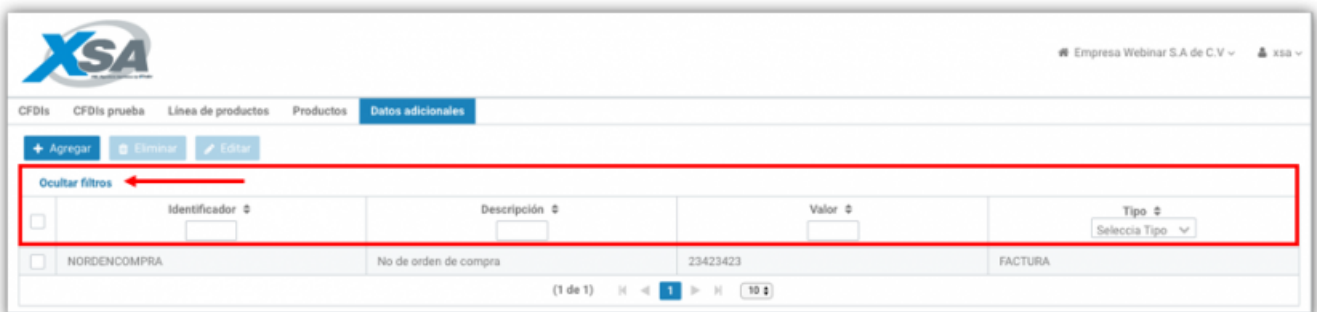 XSA
Empresa Webinar S.A de C.V xsa
CFDIs CFDIs prueba Línea de productos Productos Datos adicionales
+ Agregar Eliminar Editar
Ocultar filtros
Identificador Descripción Valor Tipo
Seleccia Tipo
NORDENCOMPRA No de orden de compra 23423423 FACTURA
(1 de 1) 1 10